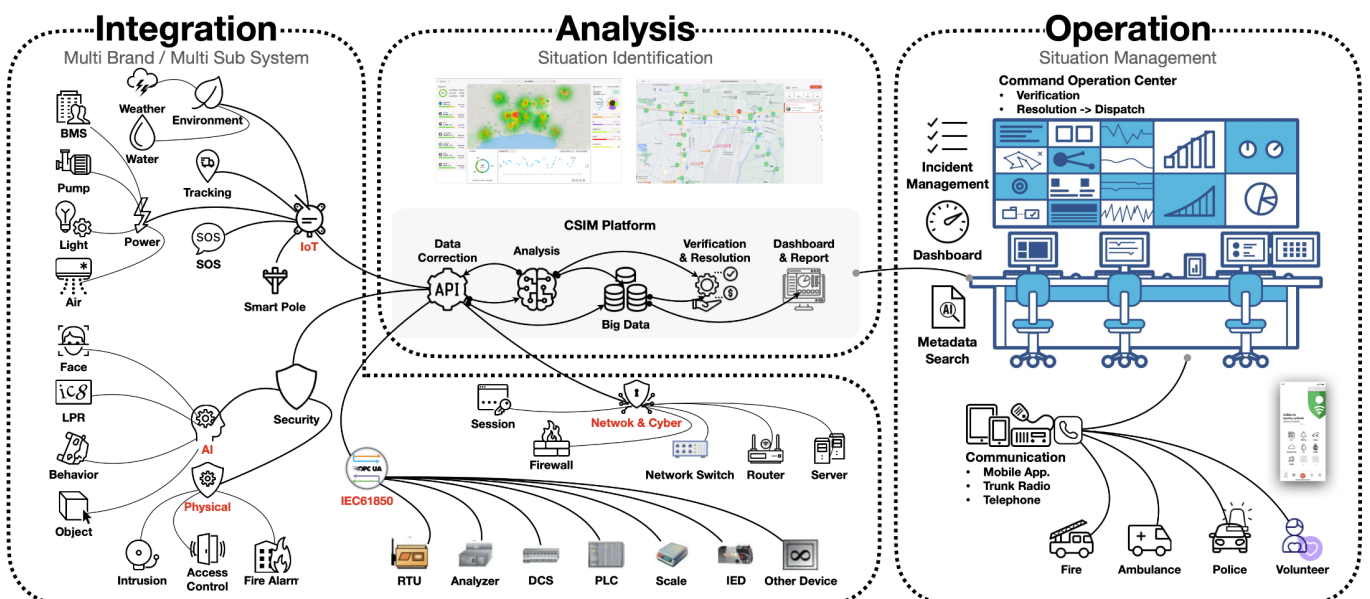 Integration
Multi Brand / Multi Sub System
Analysis
Situation Identification
Operation
Situation Management
Weather
Environment
BMS
Water
Pump
Tracking
Light
Power
SOS
SOS
IoT
Air
Smart Pole
Face
LPR
ic8
Security
AI
Behavior
Physical
Object
Intrusion
Access
Control
Fire Alarm
CSIM Platform
Data
Correction
API
Analysis
Big Data
Verification
& Resolution
Dashboard
& Report
Session
Firewall
Netwok & Cyber
Network Switch
Router
Server
OPC UA
IEC61850
RTU
Analyzer
DCS
PLC
Scale
IED
Other Device
Command Operation Center
• Verification
• Resolution -> Dispatch
Incident
Management
Dashboard
AI
Metadata
Search
Communication
• Mobile App.
• Trunk Radio
• Telephone
Fire
Ambulance
Police
Volunteer